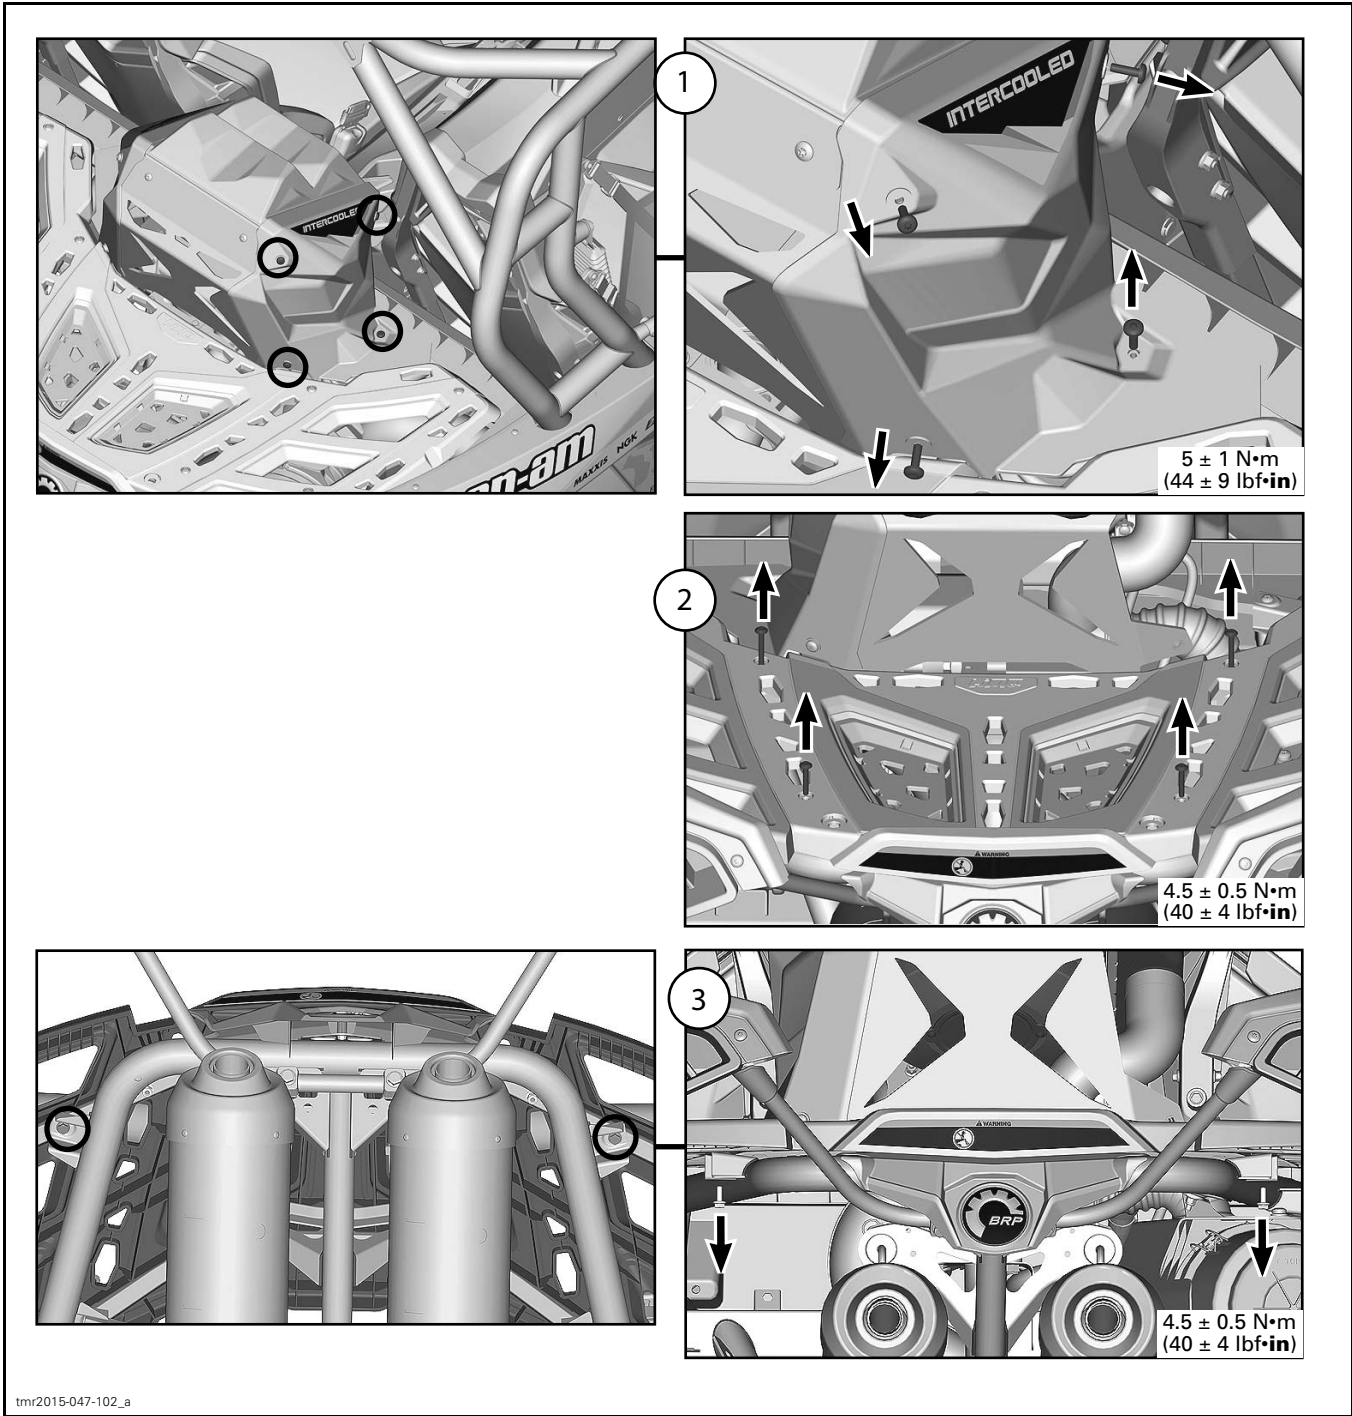 INTERCOOLED
n-am
MAXXIS NGK
1
INTERCOOLED
5 ± 1 N•m
(44 ± 9 lbf•in)
2
WARNING
4.5 ± 0.5 N•m
(40 ± 4 lbf•in)
3
WARNING
BRP
4.5 ± 0.5 N•m
(40 ± 4 lbf•in)
tmr2015-047-102_a